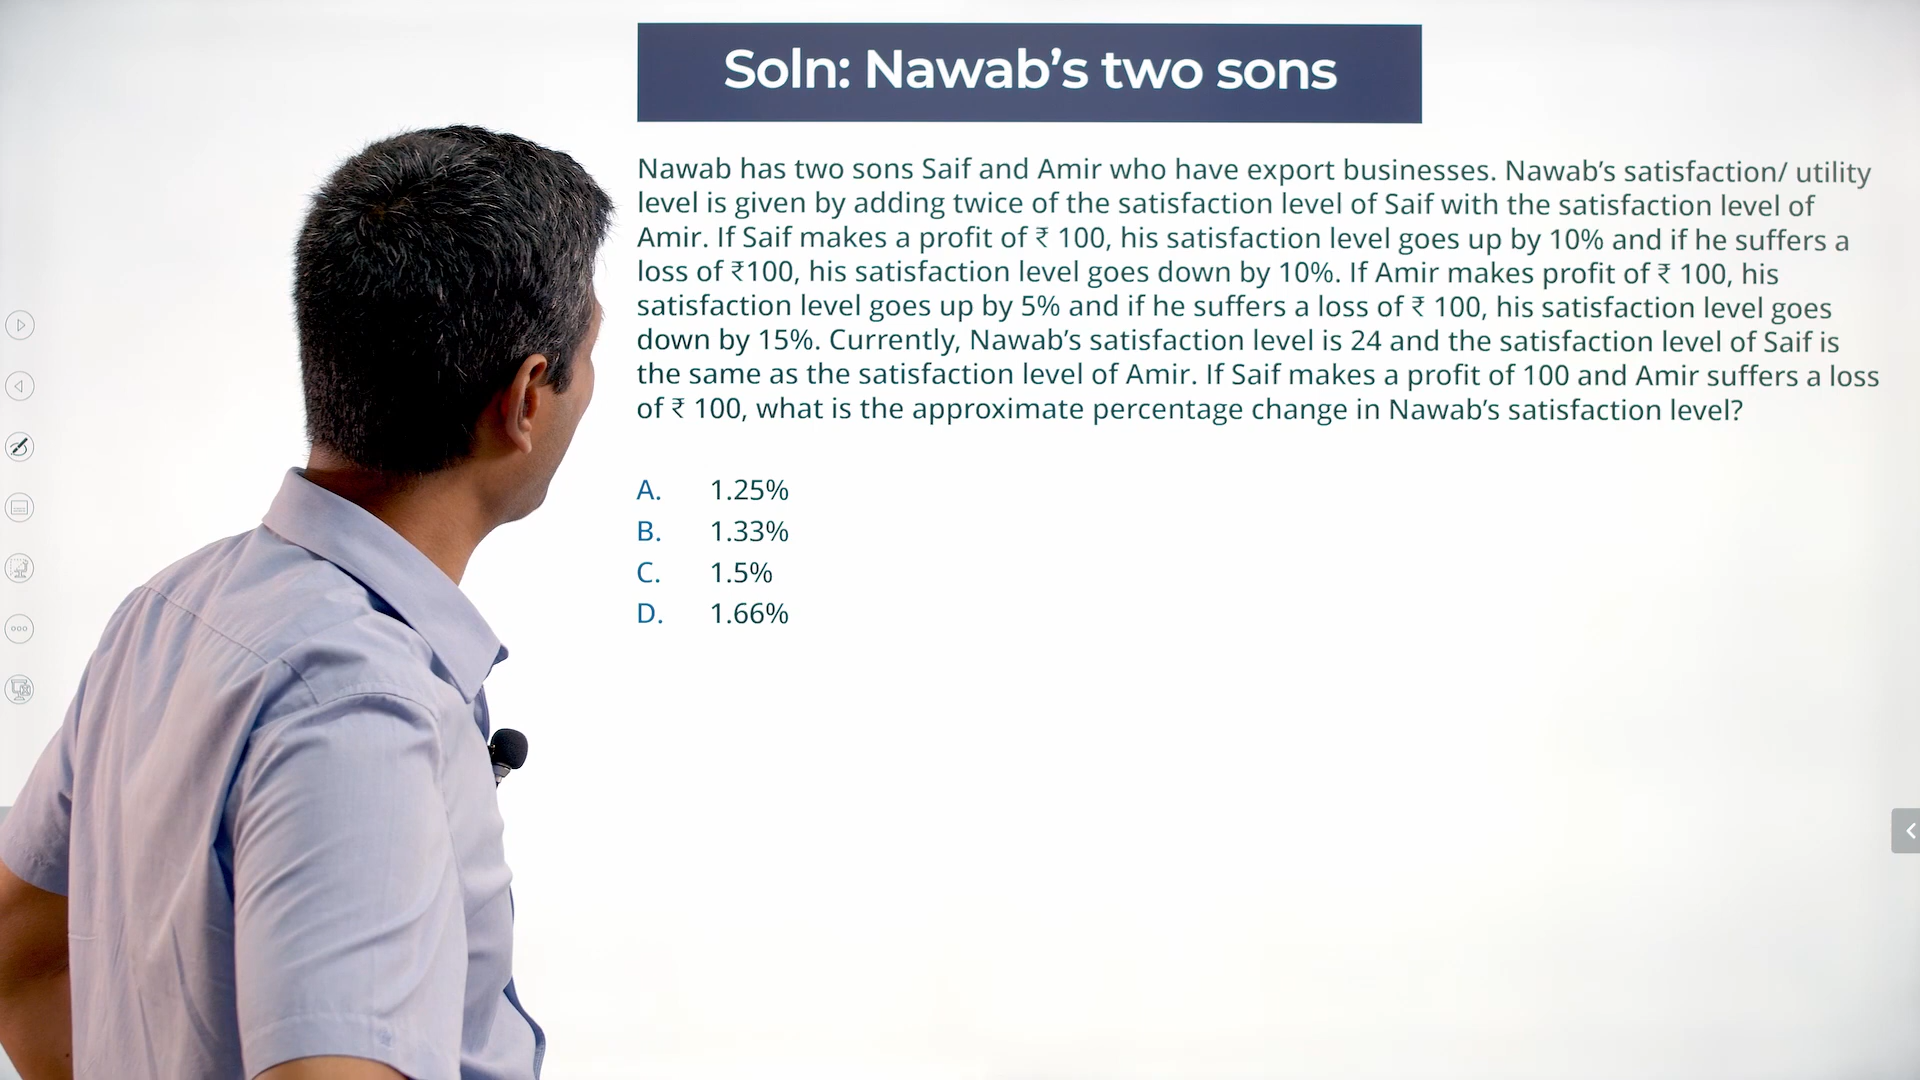 Soln: Nawab’s two sons
Nawab has two sons Saif and Amir who have export businesses. Nawab’s satisfaction/ utility
level is given by adding twice of the satisfaction level of Saif with the satisfaction level of
Amir. If Saif makes a profit of ₹ 100, his satisfaction level goes up by 10% and if he suffers a
loss of ₹100, his satisfaction level goes down by 10%. If Amir makes profit of ₹ 100, his
satisfaction level goes up by 5% and if he suffers a loss of ₹ 100, his satisfaction level goes
down by 15%. Currently, Nawab’s satisfaction level is 24 and the satisfaction level of Saif is
the same as the satisfaction level of Amir. If Saif makes a profit of 100 and Amir suffers a loss
of ₹ 100, what is the approximate percentage change in Nawab’s satisfaction level?
A. 1.25%
B. 1.33%
C. 1.5%
D. 1.66%